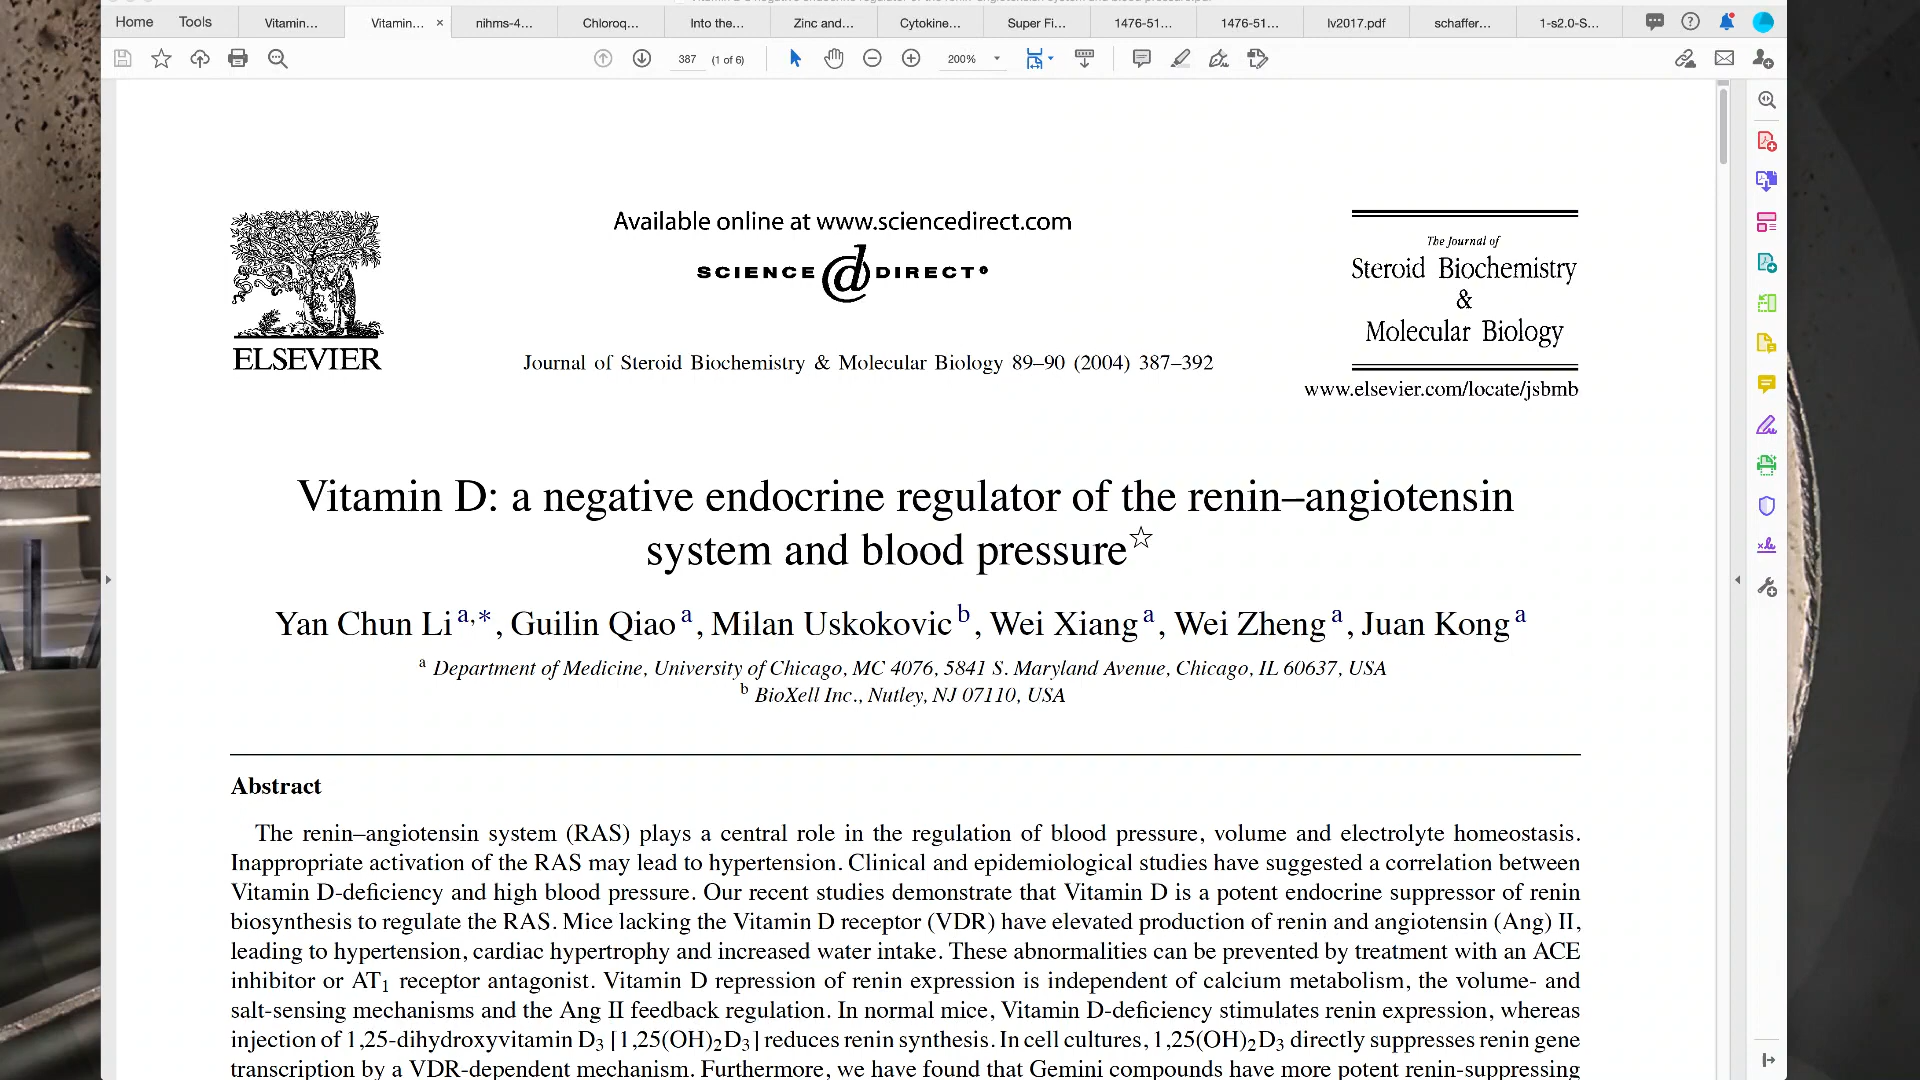 Home Tools Vitamin... Vitamin... × nihms-4... Chloroq... Into the... Zinc and... Cytokine... Super Fi... 1476-51... 1476-51... lv2017.pdf schaffer... 1-s2.0-S...
387 (1 of 6) 200%
Available online at www.sciencedirect.com
SCIENCE @ DIRECT®
The Journal of
Steroid Biochemistry
&
Molecular Biology
ELSEVIER
Journal of Steroid Biochemistry & Molecular Biology 89–90 (2004) 387–392
www.elsevier.com/locate/jsbmb
Vitamin D: a negative endocrine regulator of the renin–angiotensin
system and blood pressure☆
Yan Chun Li a,*, Guilin Qiao a, Milan Uskokovic b, Wei Xiang a, Wei Zheng a, Juan Kong a
a Department of Medicine, University of Chicago, MC 4076, 5841 S. Maryland Avenue, Chicago, IL 60637, USA
b BioXell Inc., Nutley, NJ 07110, USA
Abstract
The renin–angiotensin system (RAS) plays a central role in the regulation of blood pressure, volume and electrolyte homeostasis.
Inappropriate activation of the RAS may lead to hypertension. Clinical and epidemiological studies have suggested a correlation between
Vitamin D-deficiency and high blood pressure. Our recent studies demonstrate that Vitamin D is a potent endocrine suppressor of renin
biosynthesis to regulate the RAS. Mice lacking the Vitamin D receptor (VDR) have elevated production of renin and angiotensin (Ang) II,
leading to hypertension, cardiac hypertrophy and increased water intake. These abnormalities can be prevented by treatment with an ACE
inhibitor or AT1 receptor antagonist. Vitamin D repression of renin expression is independent of calcium metabolism, the volume- and
salt-sensing mechanisms and the Ang II feedback regulation. In normal mice, Vitamin D-deficiency stimulates renin expression, whereas
injection of 1,25-dihydroxyvitamin D3 [1,25(OH)2D3] reduces renin synthesis. In cell cultures, 1,25(OH)2D3 directly suppresses renin gene
transcription by a VDR-dependent mechanism. Furthermore, we have found that Gemini compounds have more potent renin-suppressing